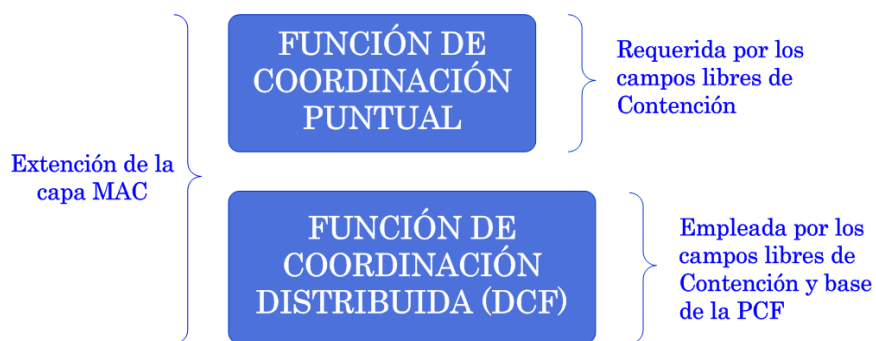 Extención de la
capa MAC
FUNCIÓN DE
COORDINACIÓN
PUNTUAL
Requerida por los
campos libres de
Contención
FUNCIÓN DE
COORDINACIÓN
DISTRIBUIDA (DCF)
Empleada por los
campos libres de
Contención y base
de la PCF